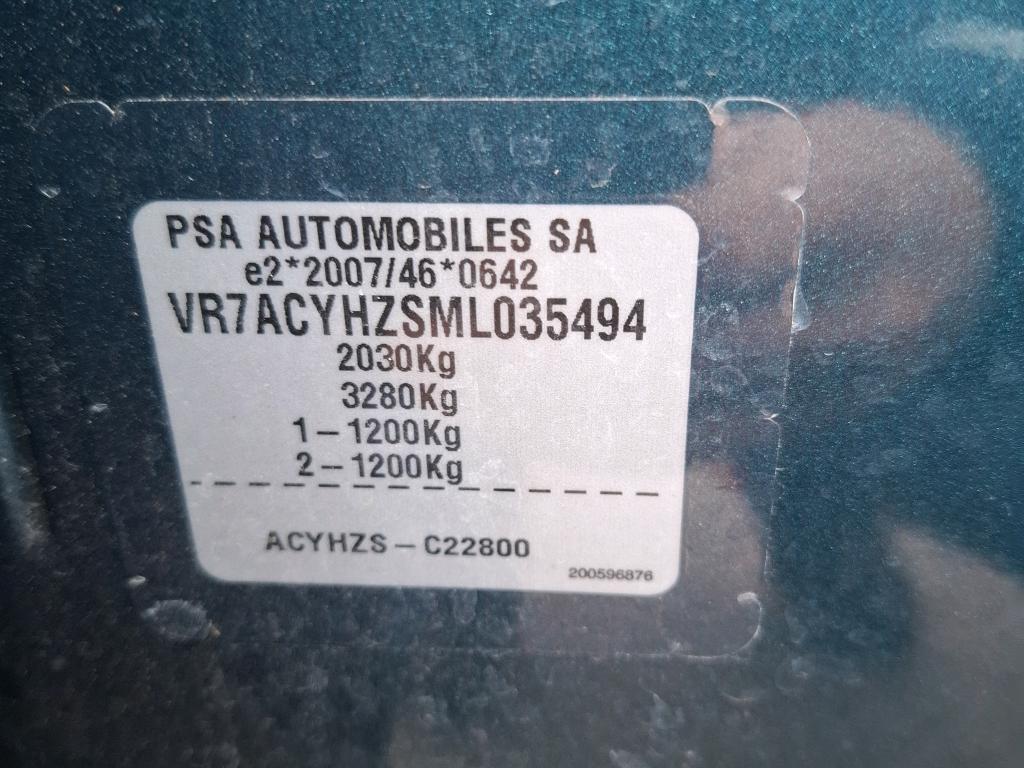 PSA AUTOMOBILES SA
e2*2007/46*0642
VR7ACYHZSML035494
2030Kg
3280Kg
1-1200Kg
2-1200Kg
ACYHZS-C22800
200596876